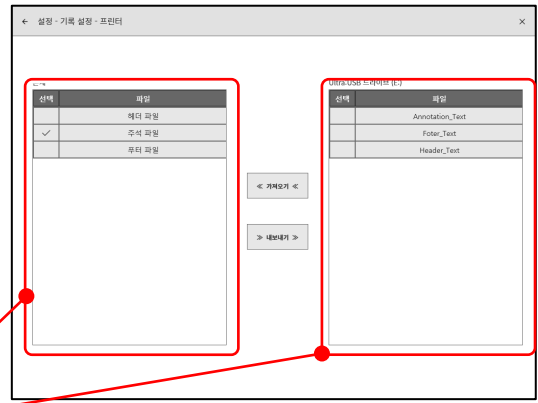 ← 설정 - 기록 설정 - 프린터 ×
Ultra.USB 드라이브 (E:)
선택 파일
헤더 파일
✓ 주석 파일
푸터 파일
≪ 가져오기 ≪
≫ 내보내기 ≫
선택 파일
Annotation_Text
Foter_Text
Header_Text